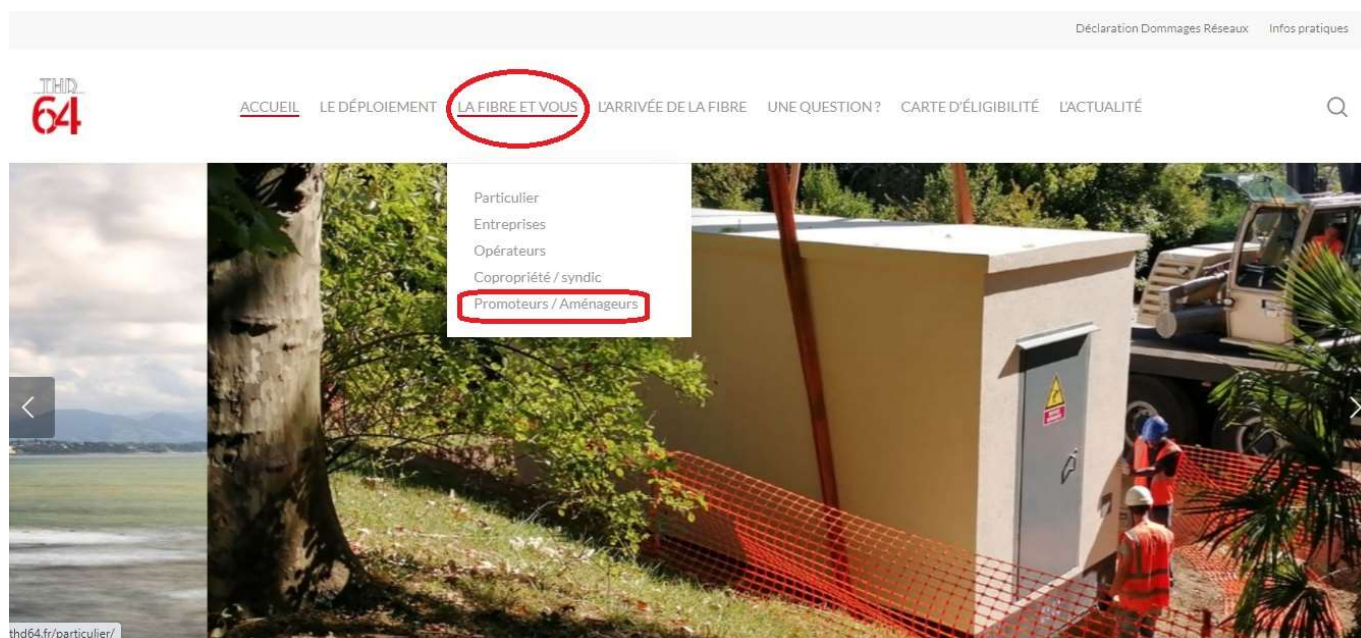 Déclaration Dommages Réseaux Infos pratiques
THD
64
ACCUEIL LE DÉPLOIEMENT LA FIBRE ET VOUS L'ARRIVÉE DE LA FIBRE UNE QUESTION ? CARTE D'ÉLIGIBILITÉ L'ACTUALITÉ
Particulier
Entreprises
Opérateurs
Copropriété / syndic
Promoteurs / Aménageurs
thd64.fr/particulier/